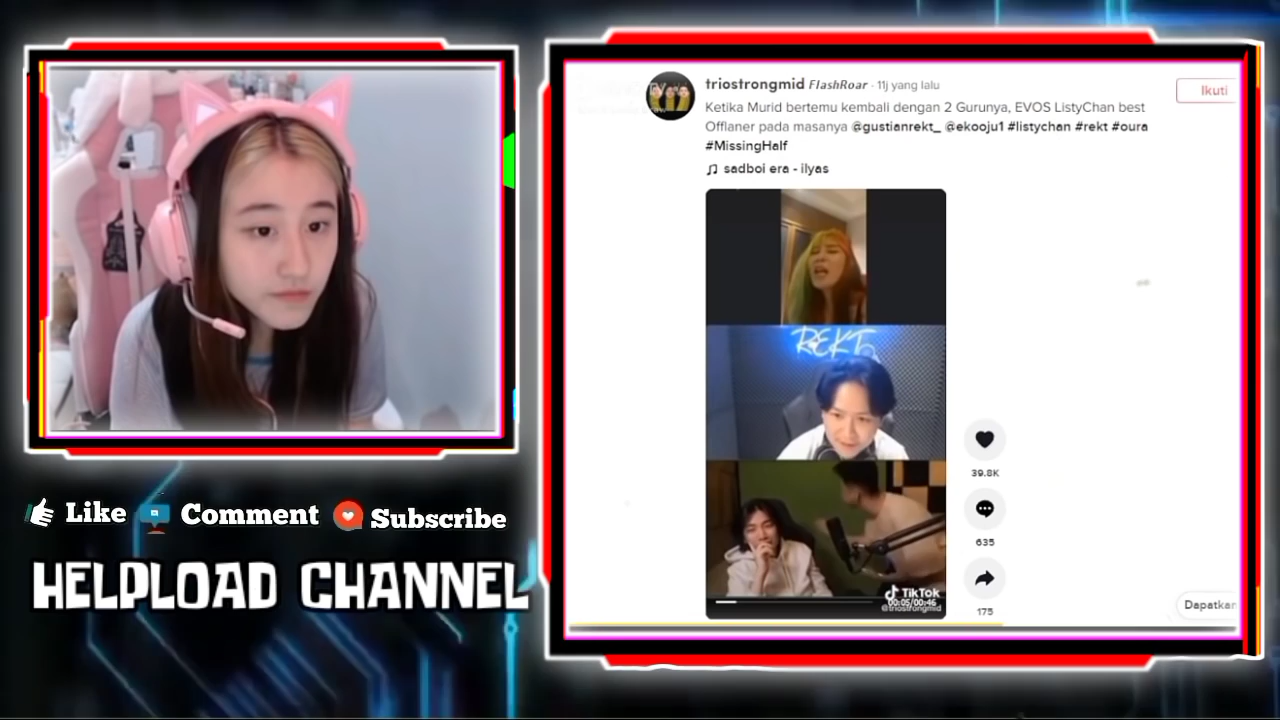 triostrongmid FlashRoar · 11j yang lalu
Ikuti
Ketika Murid bertemu kembali dengan 2 Gurunya, EVOS ListyChan best
Offlaner pada masanya @gustianrekt_ @ekooju1 #listychan #rekt #oura
#MissingHalf
sadboi era - ilyas
REKT
39.8K
635
175
TikTok
00:05/00:46
@triostrongmid
Dapatkan
Like Comment Subscribe
HELPLOAD CHANNEL